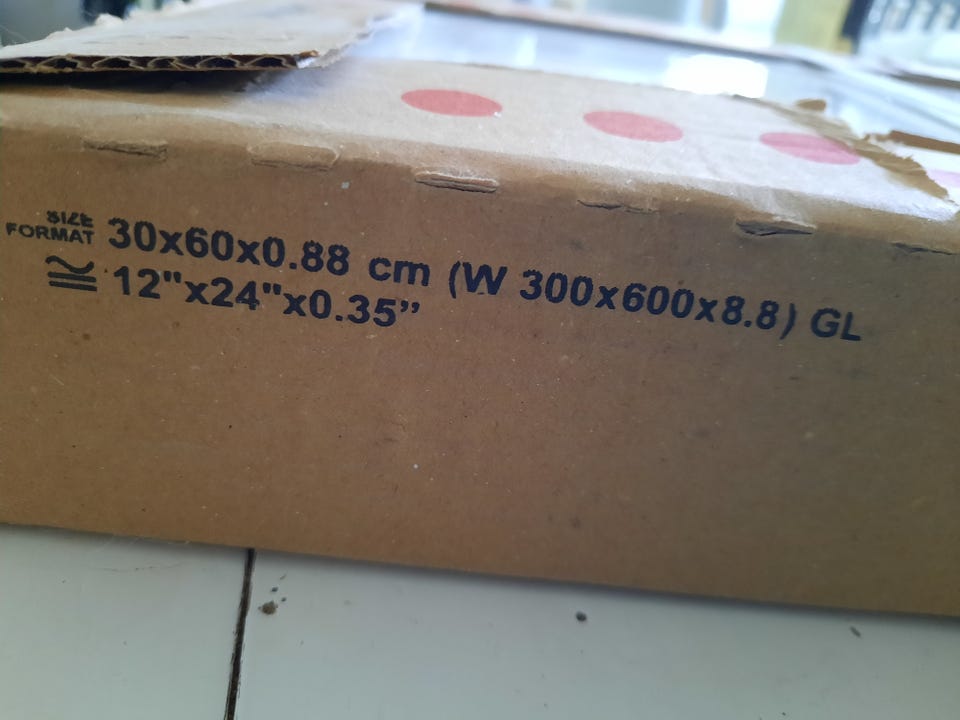 SIZE
FORMAT 30x60x0.88 cm (W 300x600x8.8) GL
≅ 12"x24"x0.35”